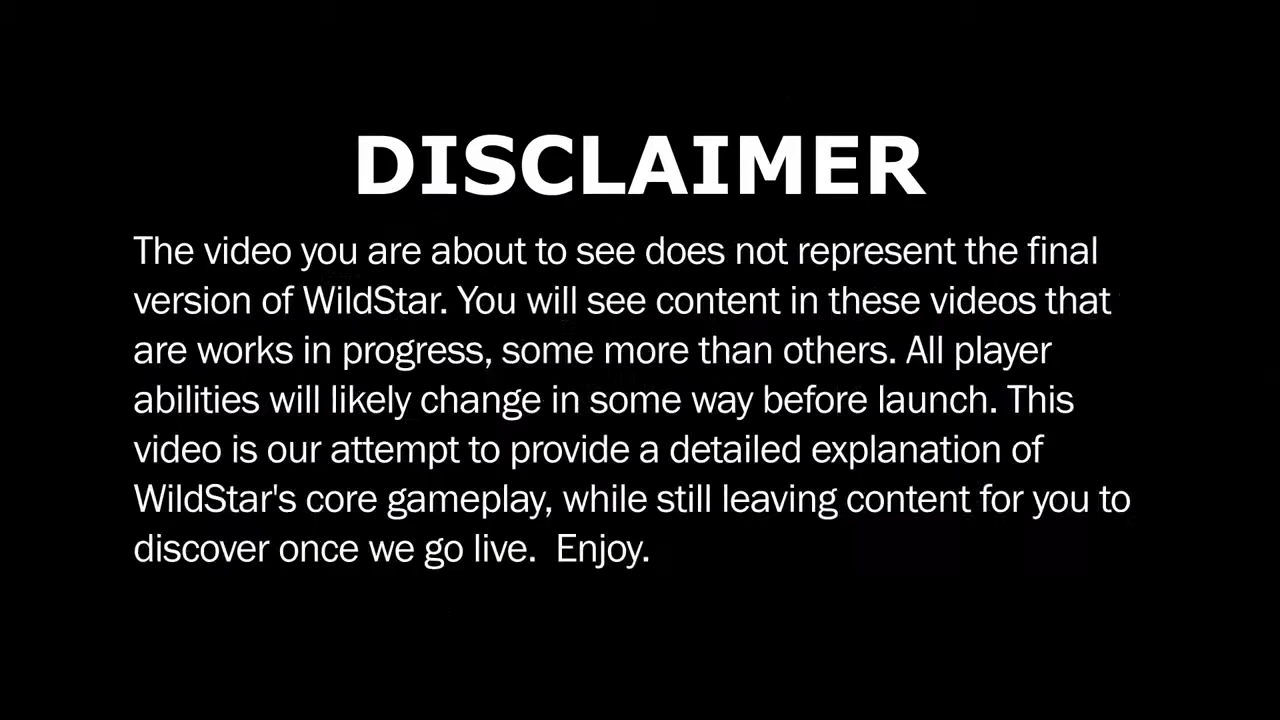 DISCLAIMER
The video you are about to see does not represent the final
version of WildStar. You will see content in these videos that
are works in progress, some more than others. All player
abilities will likely change in some way before launch. This
video is our attempt to provide a detailed explanation of
WildStar's core gameplay, while still leaving content for you to
discover once we go live.  Enjoy.